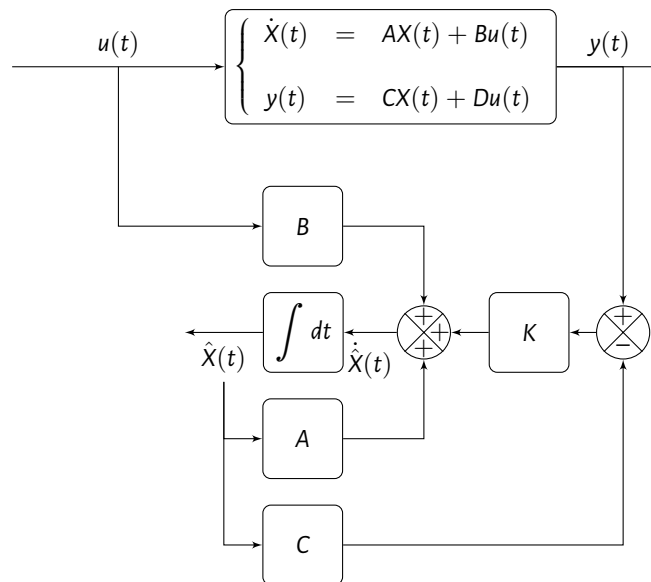 u(t)
Ẋ(t) = AX(t) + Bu(t)
y(t)
y(t) = CX(t) + Du(t)
B
+
∫ dt
+
+
K
+
−
X̂(t)
X̂̇(t)
A
C